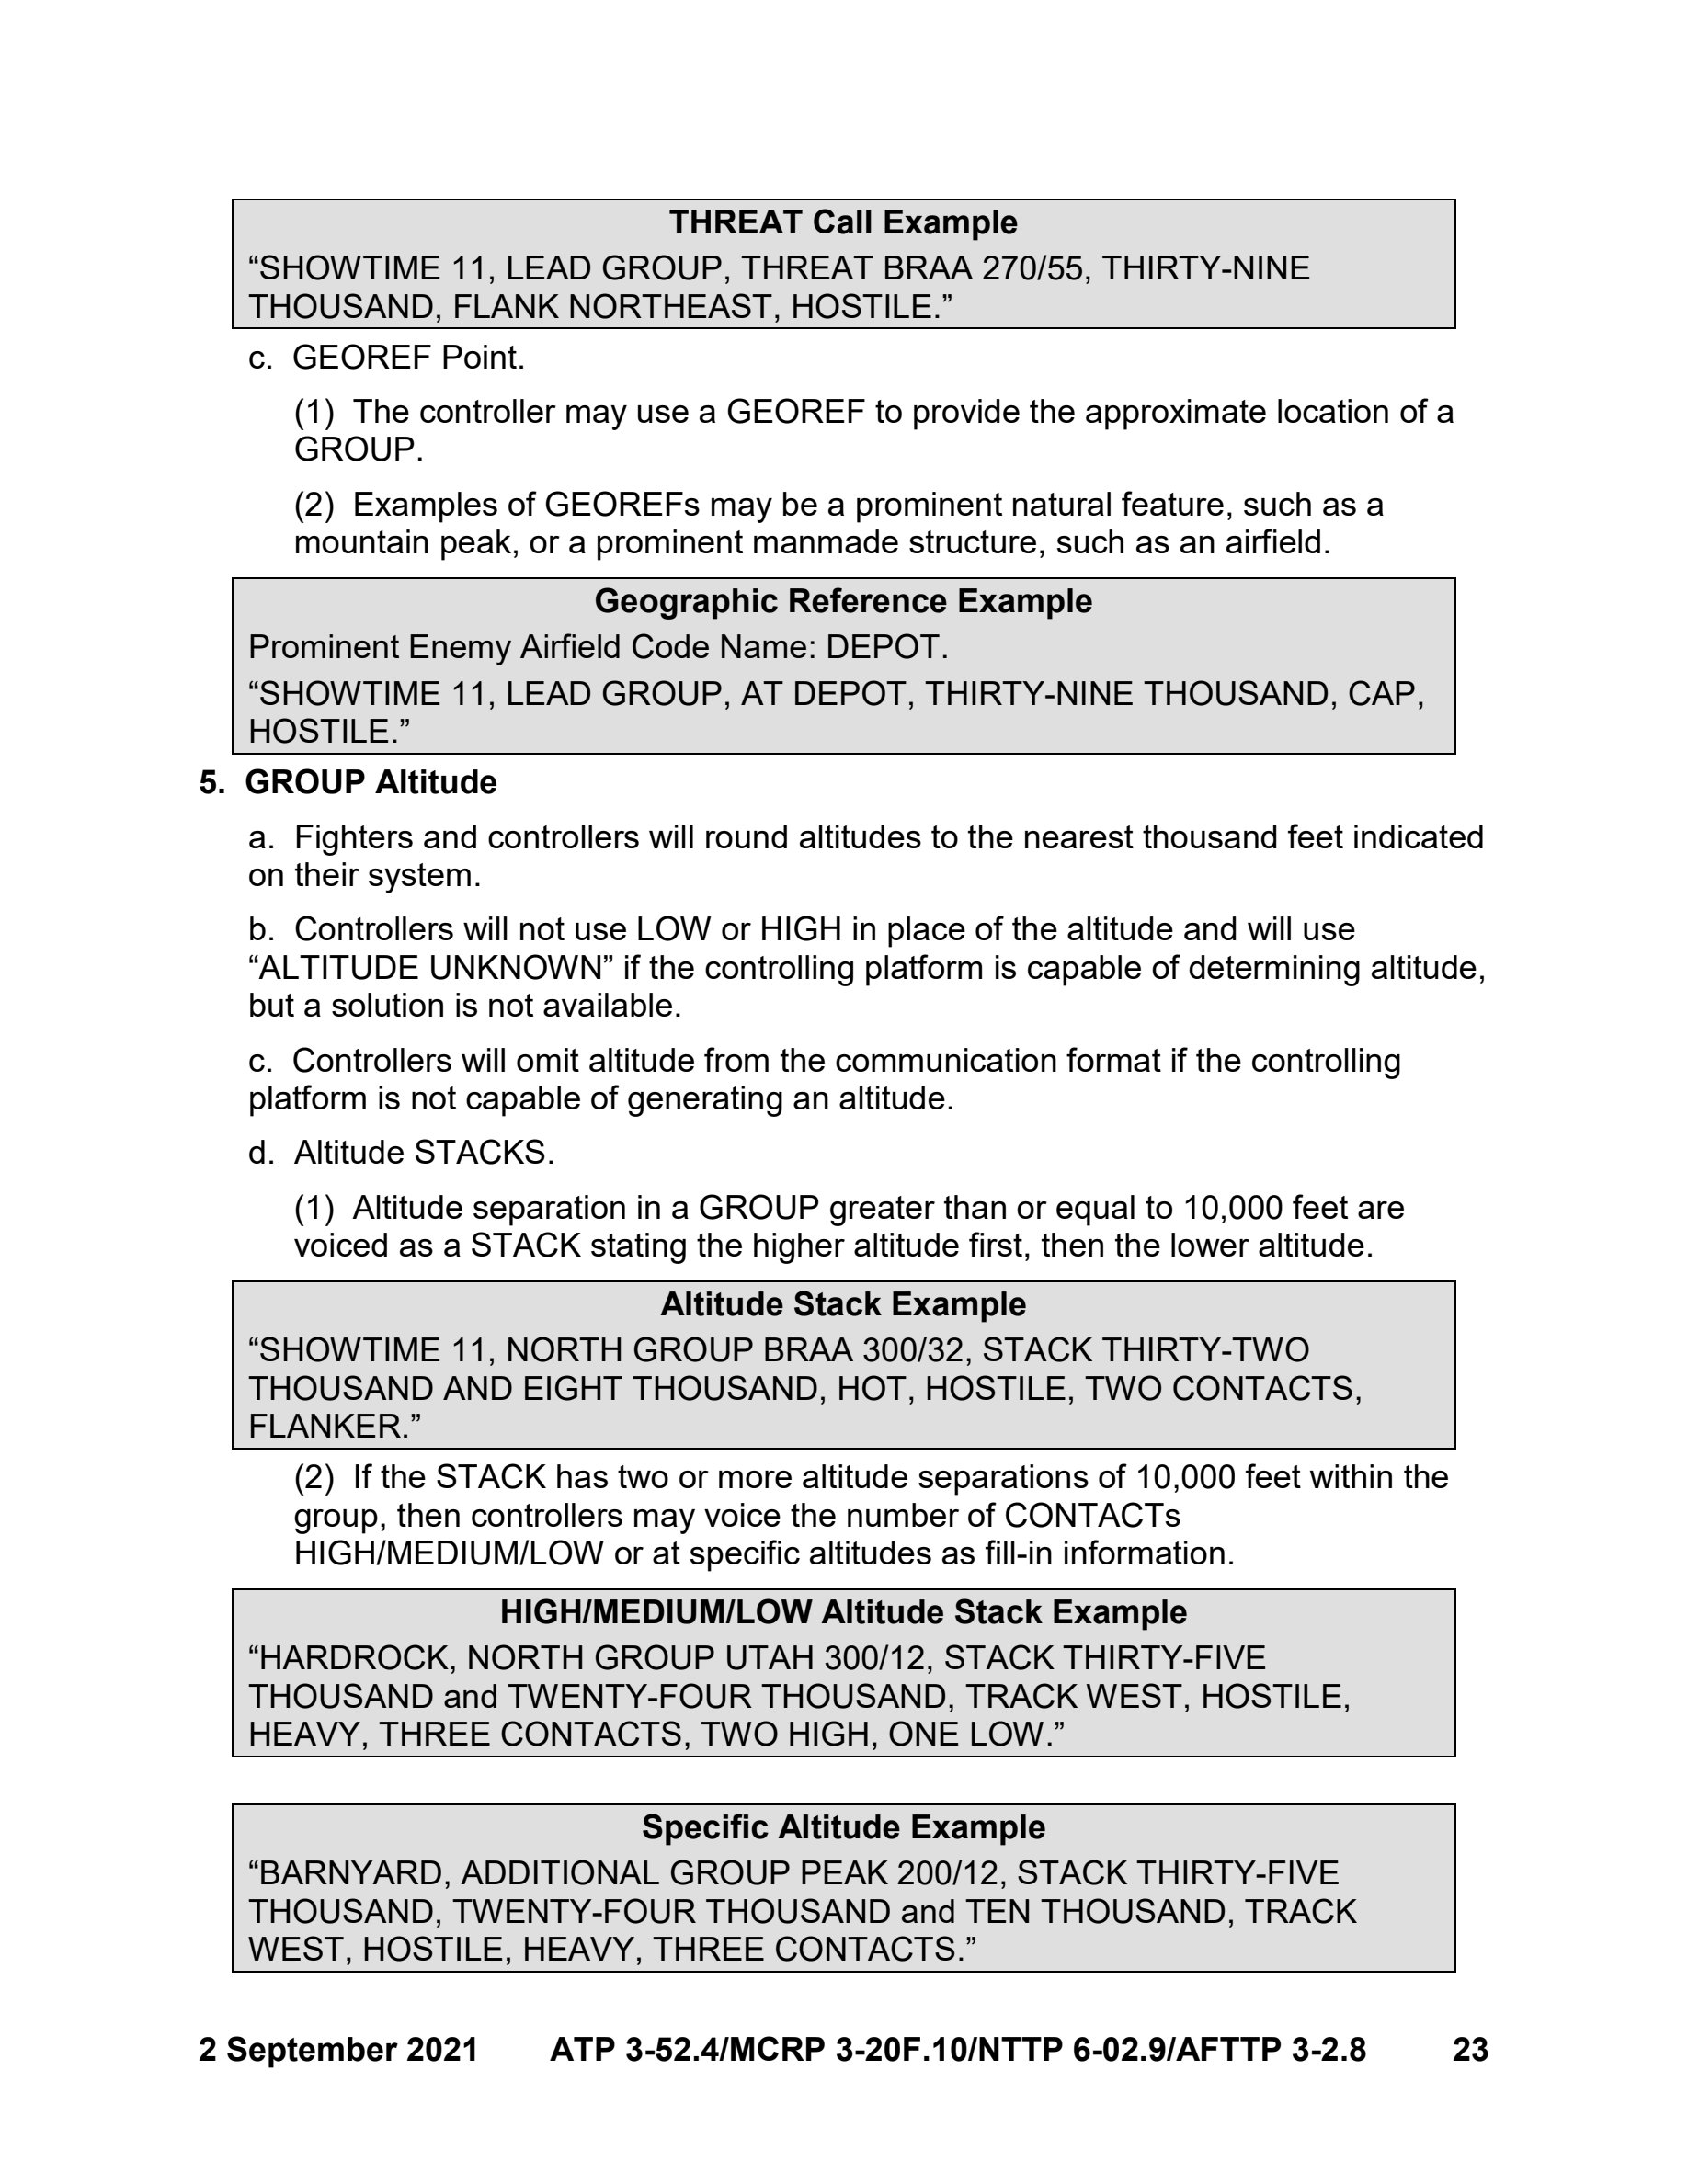 THREAT Call Example
“SHOWTIME 11, LEAD GROUP, THREAT BRAA 270/55, THIRTY-NINE
THOUSAND, FLANK NORTHEAST, HOSTILE.”
c. GEOREF Point.
(1) The controller may use a GEOREF to provide the approximate location of a
GROUP.
(2) Examples of GEOREFs may be a prominent natural feature, such as a
mountain peak, or a prominent manmade structure, such as an airfield.
Geographic Reference Example
Prominent Enemy Airfield Code Name: DEPOT.
“SHOWTIME 11, LEAD GROUP, AT DEPOT, THIRTY-NINE THOUSAND, CAP,
HOSTILE.”
5. GROUP Altitude
a. Fighters and controllers will round altitudes to the nearest thousand feet indicated
on their system.
b. Controllers will not use LOW or HIGH in place of the altitude and will use
“ALTITUDE UNKNOWN” if the controlling platform is capable of determining altitude,
but a solution is not available.
c. Controllers will omit altitude from the communication format if the controlling
platform is not capable of generating an altitude.
d. Altitude STACKS.
(1) Altitude separation in a GROUP greater than or equal to 10,000 feet are
voiced as a STACK stating the higher altitude first, then the lower altitude.
Altitude Stack Example
“SHOWTIME 11, NORTH GROUP BRAA 300/32, STACK THIRTY-TWO
THOUSAND AND EIGHT THOUSAND, HOT, HOSTILE, TWO CONTACTS,
FLANKER.”
(2) If the STACK has two or more altitude separations of 10,000 feet within the
group, then controllers may voice the number of CONTACTs
HIGH/MEDIUM/LOW or at specific altitudes as fill-in information.
HIGH/MEDIUM/LOW Altitude Stack Example
“HARDROCK, NORTH GROUP UTAH 300/12, STACK THIRTY-FIVE
THOUSAND and TWENTY-FOUR THOUSAND, TRACK WEST, HOSTILE,
HEAVY, THREE CONTACTS, TWO HIGH, ONE LOW.”
Specific Altitude Example
“BARNYARD, ADDITIONAL GROUP PEAK 200/12, STACK THIRTY-FIVE
THOUSAND, TWENTY-FOUR THOUSAND and TEN THOUSAND, TRACK
WEST, HOSTILE, HEAVY, THREE CONTACTS.”
2 September 2021 ATP 3-52.4/MCRP 3-20F.10/NTTP 6-02.9/AFTTP 3-2.8 23